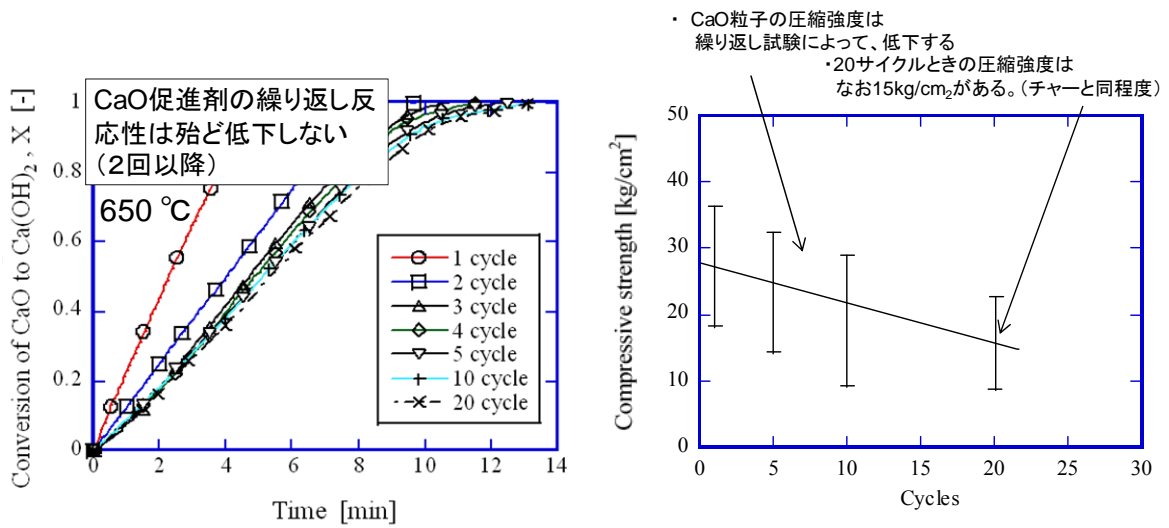 ・ CaO粒子の圧縮強度は
繰り返し試験によって、低下する
・20サイクルときの圧縮強度は
なお15kg/cm2がある。（チャーと同程度）
CaO促進剤の繰り返し反
応性は殆ど低下しない
（２回以降）
650 ℃
Conversion of CaO to Ca(OH)2 , X [-]
1
0.8
0.6
0.4
0.2
0
0 2 4 6 8 10 12 14
Time [min]
1 cycle
2 cycle
3 cycle
4 cycle
5 cycle
10 cycle
20 cycle
Compressive strength [kg/cm2]
50
40
30
20
10
0
0 5 10 15 20 25 30
Cycles